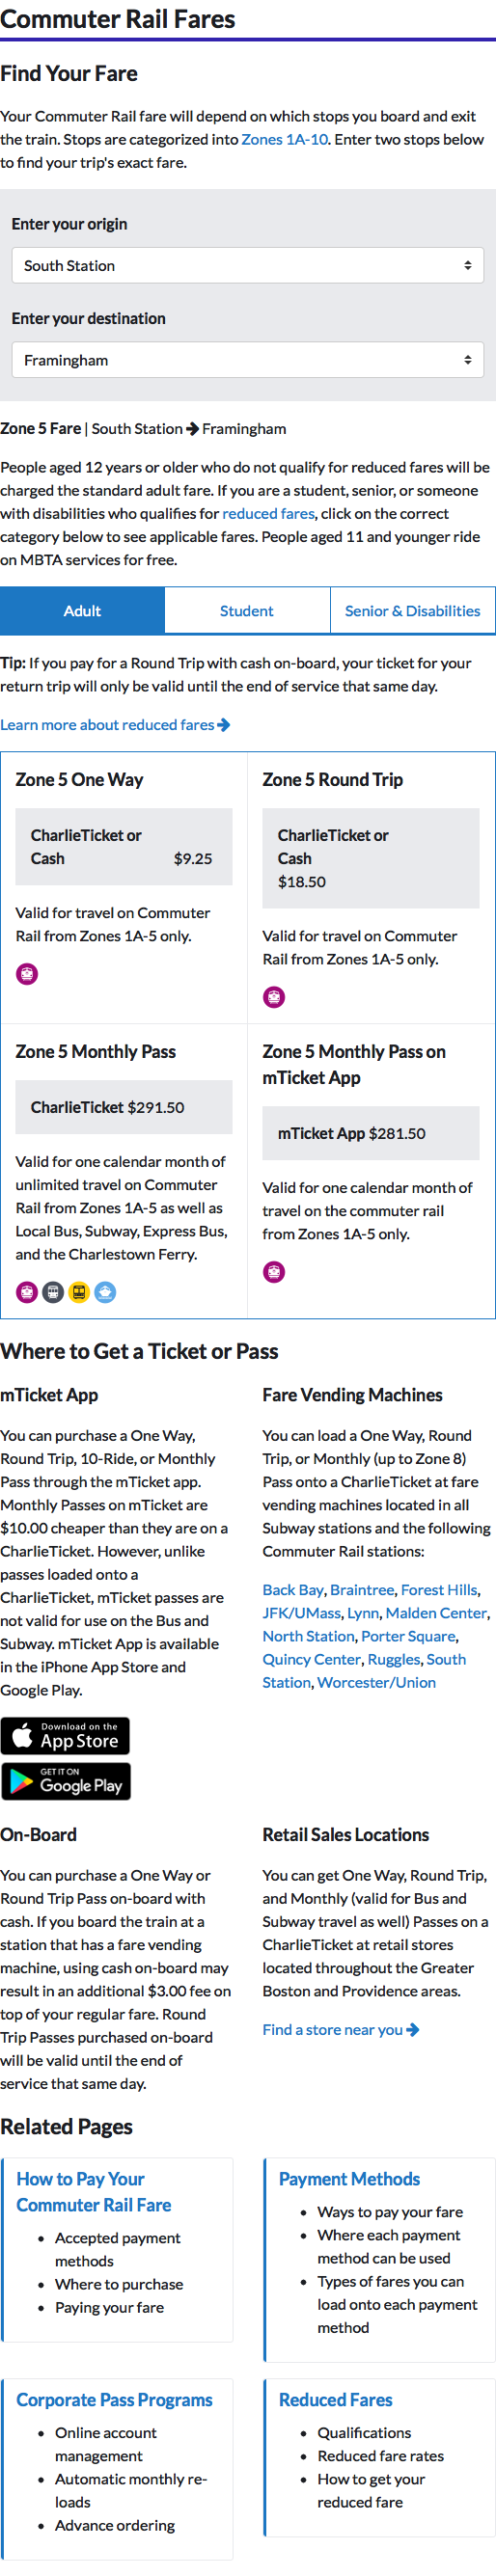 Commuter Rail Fares
Find Your Fare
Your Commuter Rail fare will depend on which stops you board and exit
the train. Stops are categorized into Zones 1A-10. Enter two stops below
to find your trip's exact fare.
Enter your origin
South Station
Enter your destination
Framingham
Zone 5 Fare | South Station → Framingham
People aged 12 years or older who do not qualify for reduced fares will be
charged the standard adult fare. If you are a student, senior, or someone
with disabilities who qualifies for reduced fares, click on the correct
category below to see applicable fares. People aged 11 and younger ride
on MBTA services for free.
Adult
Student
Senior & Disabilities
Tip: If you pay for a Round Trip with cash on-board, your ticket for your
return trip will only be valid until the end of service that same day.
Learn more about reduced fares →
Zone 5 One Way
CharlieTicket or
Cash $9.25
Valid for travel on Commuter
Rail from Zones 1A-5 only.
Zone 5 Round Trip
CharlieTicket or
Cash
$18.50
Valid for travel on Commuter
Rail from Zones 1A-5 only.
Zone 5 Monthly Pass
CharlieTicket $291.50
Valid for one calendar month of
unlimited travel on Commuter
Rail from Zones 1A-5 as well as
Local Bus, Subway, Express Bus,
and the Charlestown Ferry.
Zone 5 Monthly Pass on
mTicket App
mTicket App $281.50
Valid for one calendar month of
travel on the commuter rail
from Zones 1A-5 only.
Where to Get a Ticket or Pass
mTicket App
You can purchase a One Way,
Round Trip, 10-Ride, or Monthly
Pass through the mTicket app.
Monthly Passes on mTicket are
$10.00 cheaper than they are on a
CharlieTicket. However, unlike
passes loaded onto a
CharlieTicket, mTicket passes are
not valid for use on the Bus and
Subway. mTicket App is available
in the iPhone App Store and
Google Play.
Download on the
App Store
GET IT ON
Google Play
Fare Vending Machines
You can load a One Way, Round
Trip, or Monthly (up to Zone 8)
Pass onto a CharlieTicket at fare
vending machines located in all
Subway stations and the following
Commuter Rail stations:
Back Bay, Braintree, Forest Hills,
JFK/UMass, Lynn, Malden Center,
North Station, Porter Square,
Quincy Center, Ruggles, South
Station, Worcester/Union
On-Board
You can purchase a One Way or
Round Trip Pass on-board with
cash. If you board the train at a
station that has a fare vending
machine, using cash on-board may
result in an additional $3.00 fee on
top of your regular fare. Round
Trip Passes purchased on-board
will be valid until the end of
service that same day.
Retail Sales Locations
You can get One Way, Round Trip,
and Monthly (valid for Bus and
Subway travel as well) Passes on a
CharlieTicket at retail stores
located throughout the Greater
Boston and Providence areas.
Find a store near you →
Related Pages
How to Pay Your
Commuter Rail Fare
• Accepted payment
methods
• Where to purchase
• Paying your fare
Payment Methods
• Ways to pay your fare
• Where each payment
method can be used
• Types of fares you can
load onto each payment
method
Corporate Pass Programs
• Online account
management
• Automatic monthly re-
loads
• Advance ordering
Reduced Fares
• Qualifications
• Reduced fare rates
• How to get your
reduced fare